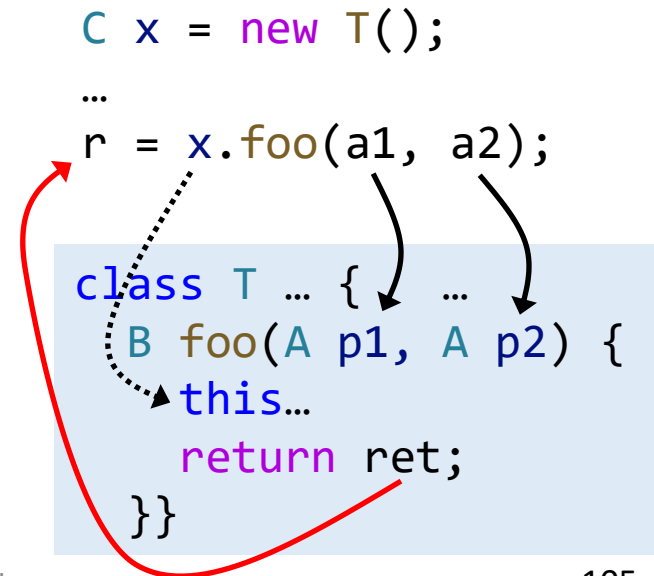 C x = new T();
…
r = x.foo(a1, a2);
class T … { …
B foo(A p1, A p2) {
this…
return ret;
}}